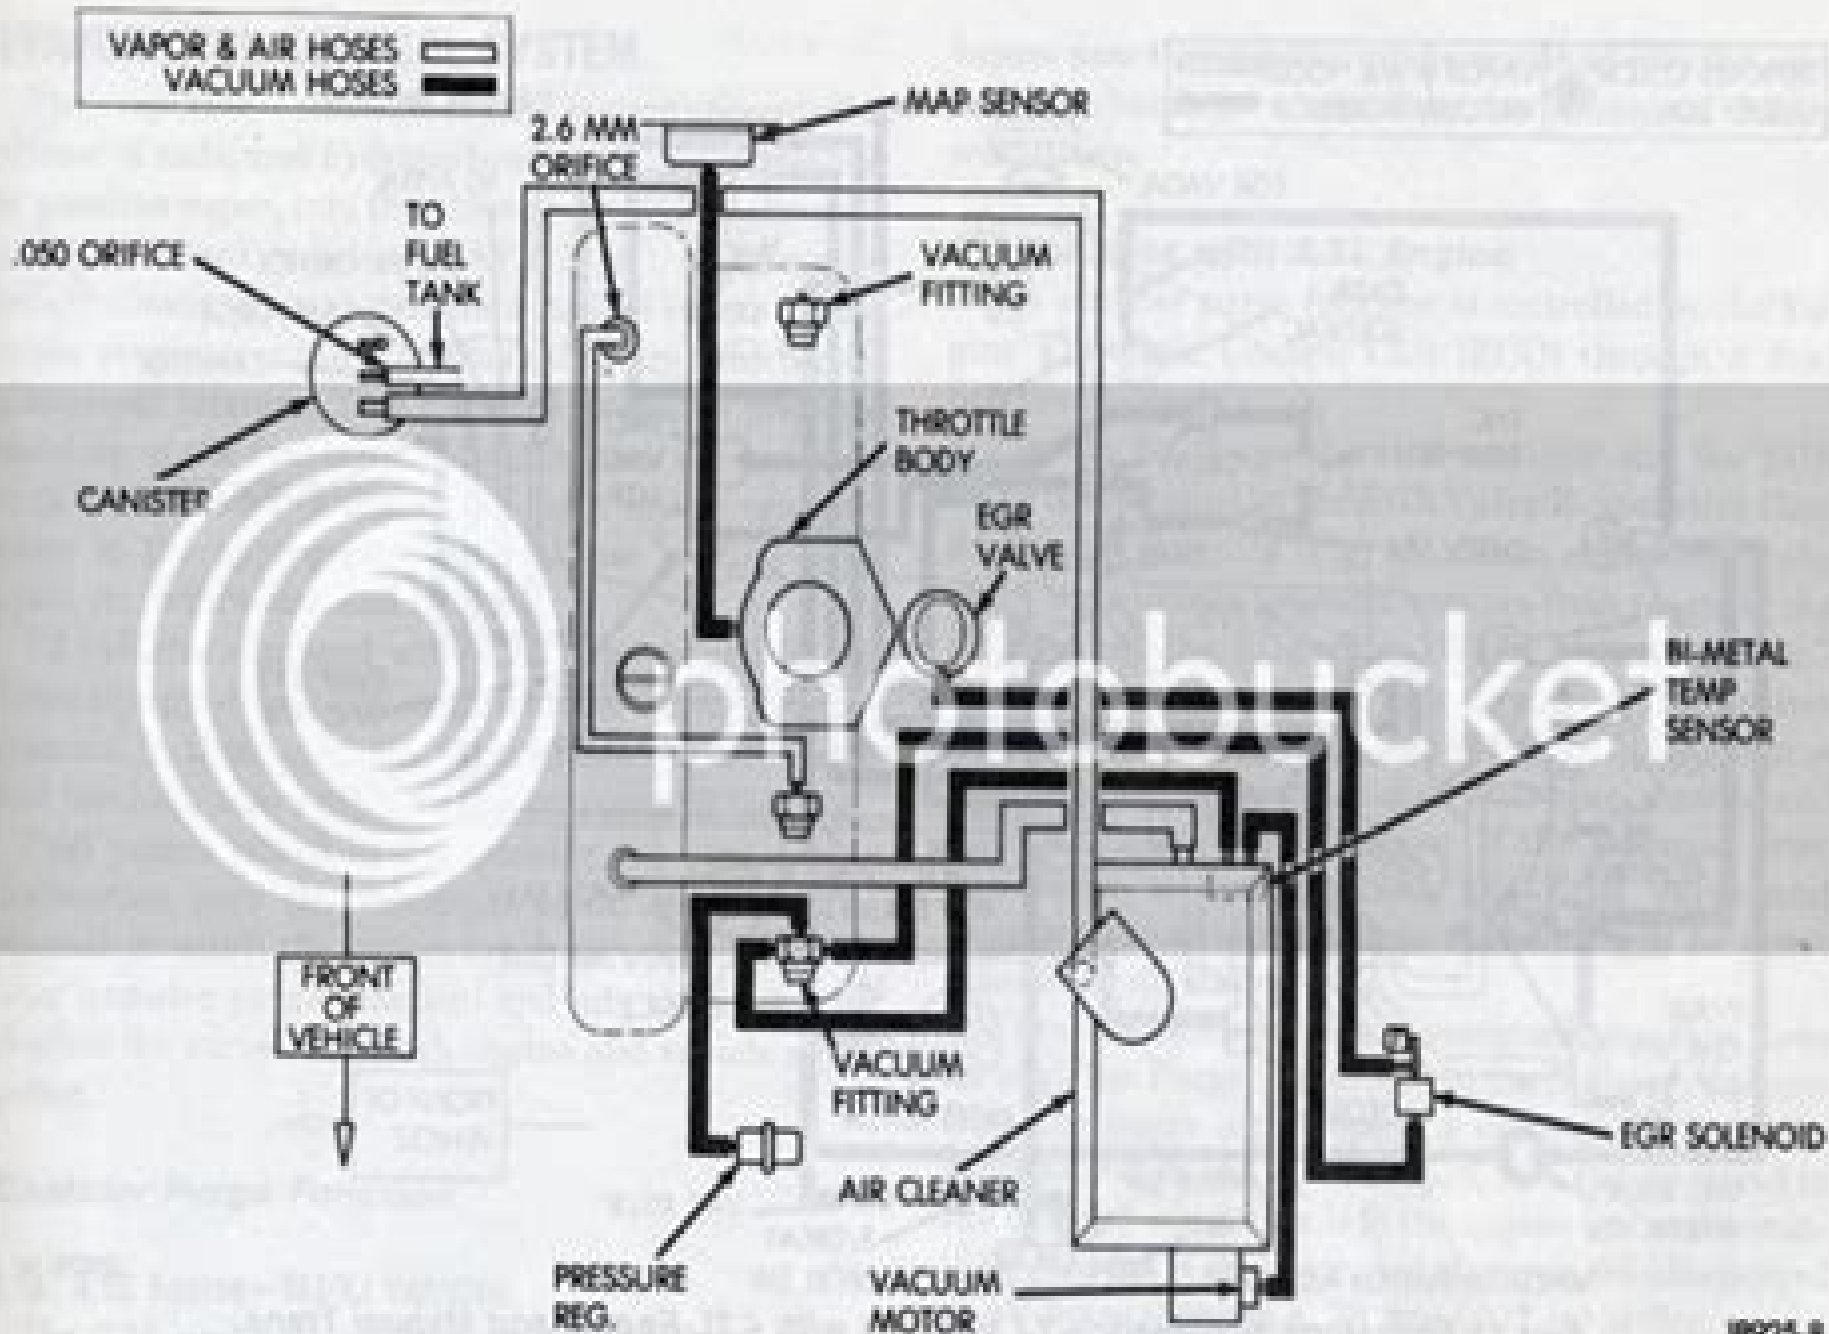 VAPOR & AIR HOSES
VACUUM HOSES
MAP SENSOR
2.6 MM
ORIFICE
TO
FUEL
TANK
.050 ORIFICE
VACUUM
FITTING
THROTTLE
BODY
CANISTER
EGR
VALVE
photobucket
BI-METAL
TEMP
SENSOR
FRONT
OF
VEHICLE
VACUUM
FITTING
EGR SOLENOID
AIR CLEANER
PRESSURE
REG.
VACUUM
MOTOR